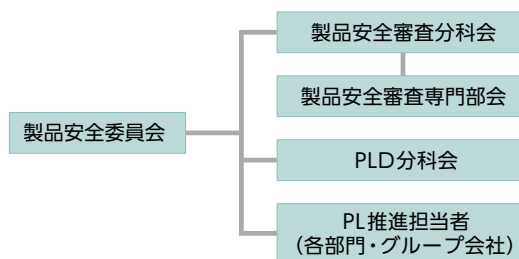 製品安全審査分科会
製品安全審査専門部会
製品安全委員会
PLD分科会
PL推進担当者
(各部門・グループ会社)